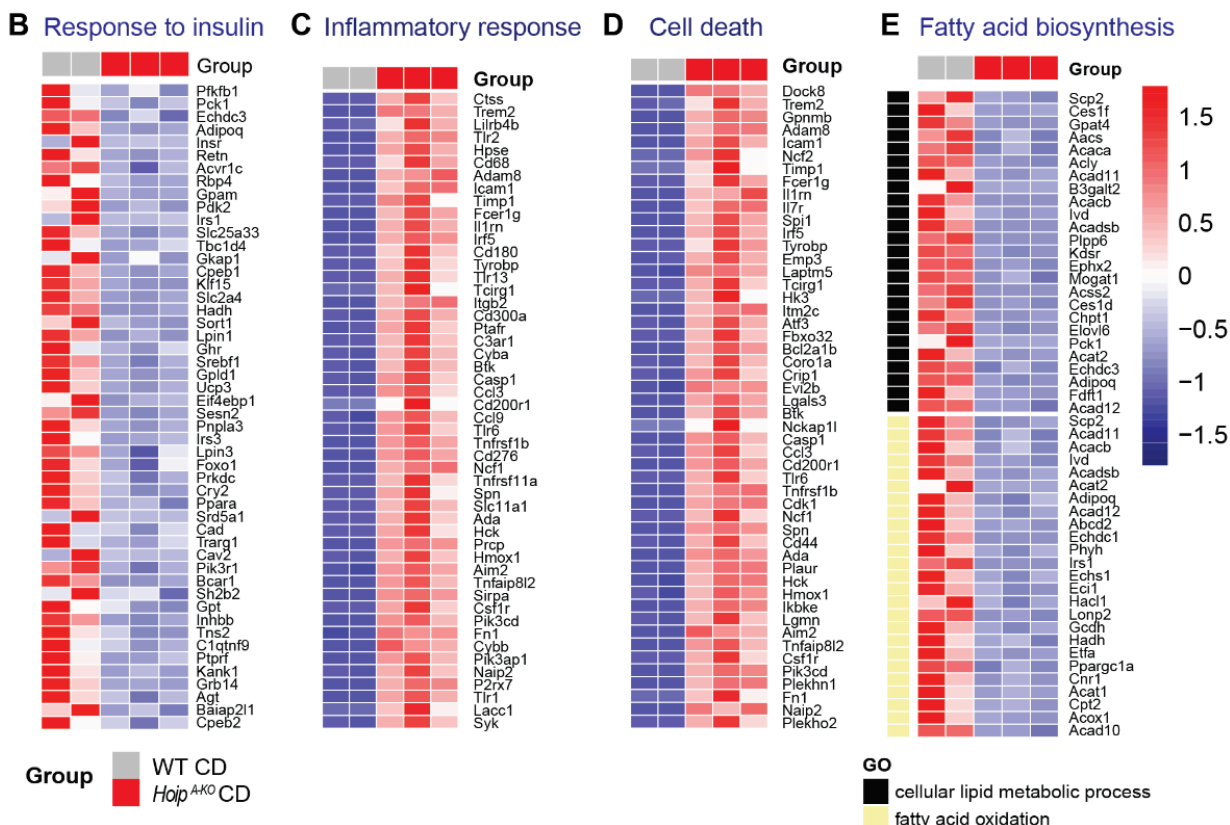 B Response to insulin
Group
Pfkfb1
Pck1
Echdc3
Adipoq
Insr
Retn
Acvr1c
Rbp4
Gpam
Pdk2
Irs1
Slc25a33
Tbc1d4
Gkap1
Cpeb1
Klf15
Slc2a4
Hadh
Sort1
Lpin1
Ghr
Srebf1
Gpld1
Ucp3
Eif4ebp1
Sesn2
Pnpla3
Irs3
Lpin3
Foxo1
Prkdc
Cry2
Ppara
Srd5a1
Cad
Trarg1
Cav2
Pik3r1
Bcar1
Sh2b2
Gpt
Inhbb
Tns2
C1qtnf9
Ptprf
Kank1
Grb14
Agt
Baiap2l1
Cpeb2
C Inflammatory response
Group
Ctss
Trem2
Lilrb4b
Tlr2
Hpse
Cd68
Adam8
Icam1
Timp1
Fcer1g
Il1rn
Irf5
Cd180
Tyrobp
Tlr13
Tcirg1
Itgb2
Cd300a
Ptafr
C3ar1
Cyba
Btk
Casp1
Ccl3
Cd200r1
Ccl9
Tlr6
Tnfrsf1b
Cd276
Ncf1
Tnfrsf11a
Spn
Slc11a1
Ada
Hck
Prcp
Hmox1
Aim2
Tnfaip8l2
Sirpa
Csf1r
Pik3cd
Fn1
Cybb
Pik3ap1
Naip2
P2rx7
Tlr1
Lacc1
Syk
D Cell death
Group
Dock8
Trem2
Gpnmb
Adam8
Icam1
Ncf2
Timp1
Fcer1g
Il1rn
Il7r
Spi1
Irf5
Tyrobp
Emp3
Laptm5
Tcirg1
Hk3
Itm2c
Atf3
Fbxo32
Bcl2a1b
Coro1a
Crip1
Evi2b
Lgals3
Btk
Nckap1l
Casp1
Ccl3
Cd200r1
Tlr6
Tnfrsf1b
Cdk1
Ncf1
Spn
Cd44
Ada
Plaur
Hck
Hmox1
Ikbke
Lgmn
Aim2
Tnfaip8l2
Csf1r
Pik3cd
Plekhn1
Fn1
Naip2
Plekho2
E Fatty acid biosynthesis
Group
Scp2
Ces1f
Gpat4
Aacs
Acaca
Acly
Acad11
B3galt2
Acacb
Ivd
Acadsb
Plpp6
Kdsr
Ephx2
Mogat1
Acss2
Ces1d
Chpt1
Elovl6
Pck1
Acat2
Echdc3
Adipoq
Fdft1
Acad12
Scp2
Acad11
Acacb
Ivd
Acadsb
Acat2
Adipoq
Acad12
Abcd2
Echdc1
Phyh
Irs1
Echs1
Eci1
Hacl1
Lonp2
Gcdh
Hadh
Etfa
Ppargc1a
Cnr1
Acat1
Cpt2
Acox1
Acad10
1.5
1
0.5
0
−0.5
−1
−1.5
Group
WT CD
Hoip A-KO CD
GO
cellular lipid metabolic process
fatty acid oxidation